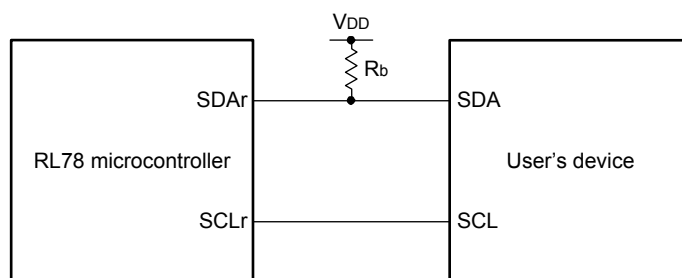 VDD
Rb
SDAr
SDA
RL78 microcontroller
User's device
SCLr
SCL